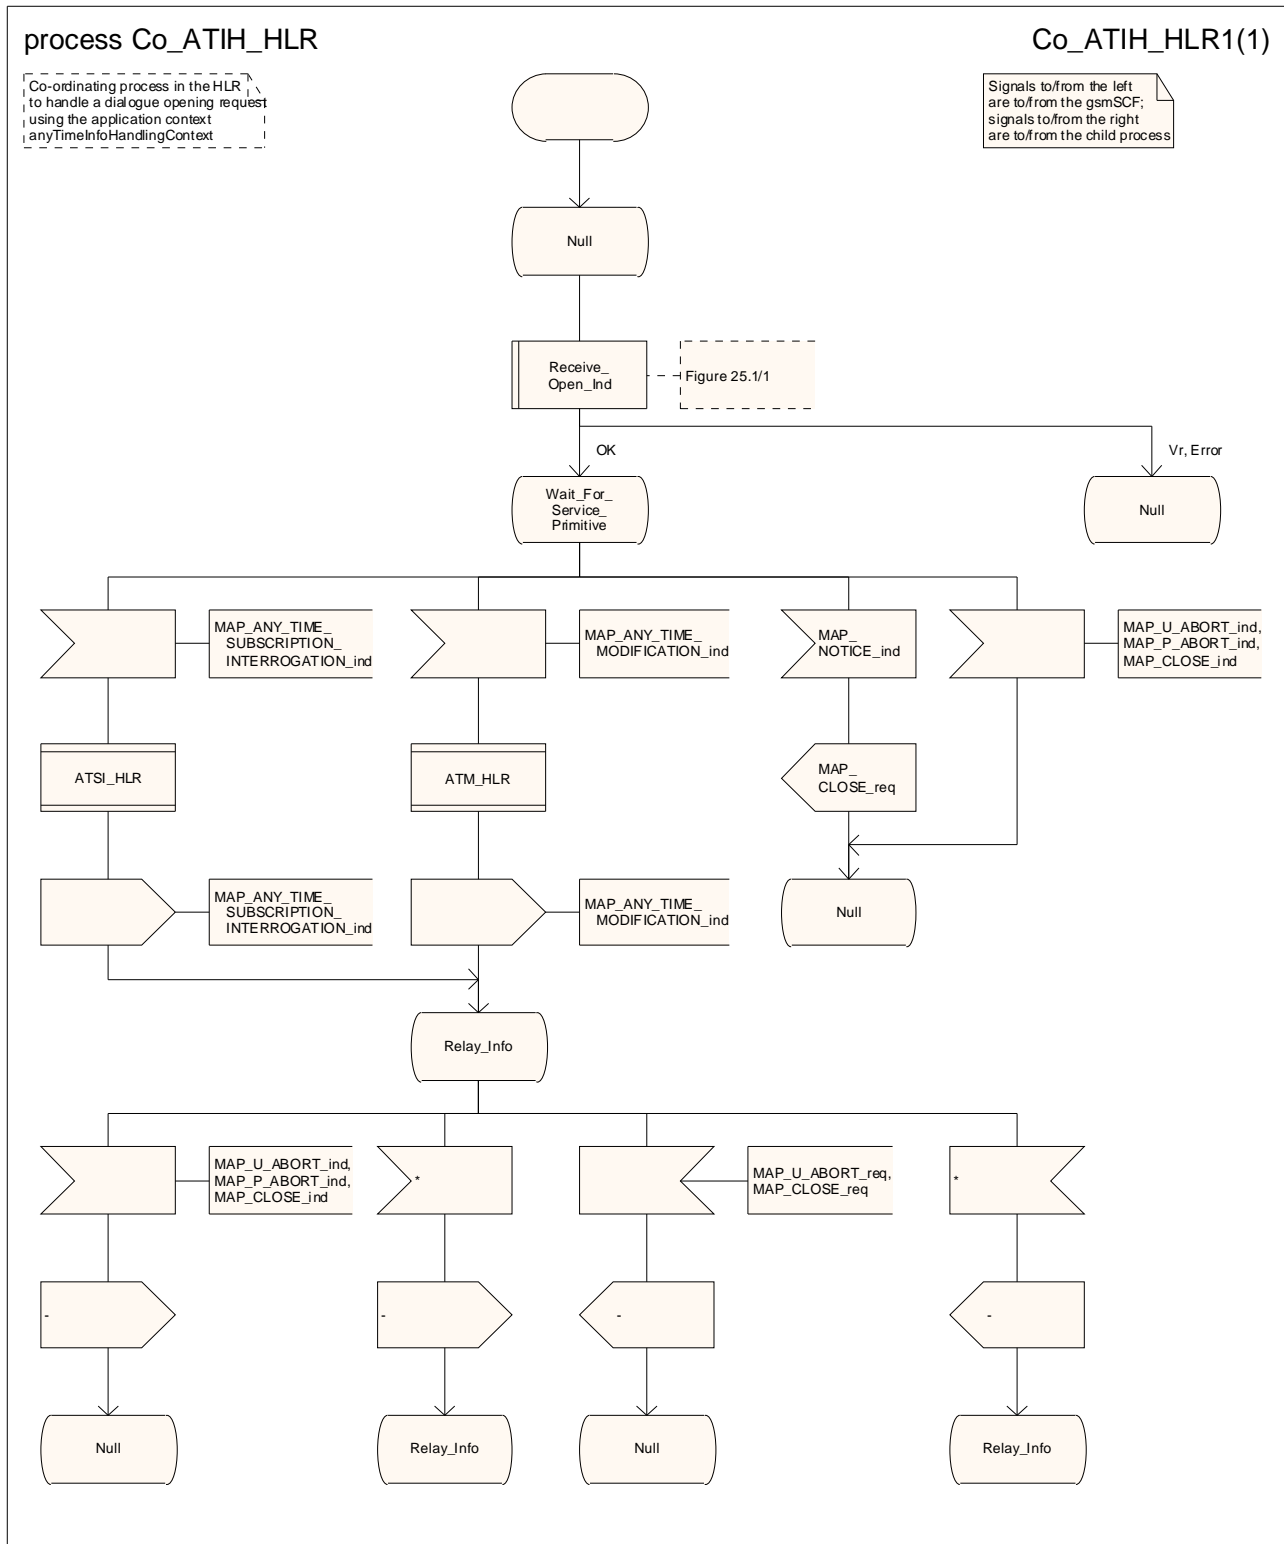 process Co_ATIH_HLR
Co_ATIH_HLR1(1)
Co-ordinating process in the HLR
to handle a dialogue opening request
using the application context
anyTimeInfoHandlingContext
Signals to/from the left
are to/from the gsmSCF;
signals to/from the right
are to/from the child process
Null
Receive_
Open_Ind
Figure 25.1/1
OK
Vr, Error
Wait_For_
Service_
Primitive
Null
MAP_ANY_TIME_
SUBSCRIPTION_
INTERROGATION_ind
MAP_ANY_TIME_
MODIFICATION_ind
MAP_
NOTICE_ind
MAP_U_ABORT_ind,
MAP_P_ABORT_ind,
MAP_CLOSE_ind
ATSI_HLR
ATM_HLR
MAP_
CLOSE_req
MAP_ANY_TIME_
SUBSCRIPTION_
INTERROGATION_ind
MAP_ANY_TIME_
MODIFICATION_ind
Null
Relay_Info
MAP_U_ABORT_ind,
MAP_P_ABORT_ind,
MAP_CLOSE_ind
*
MAP_U_ABORT_req,
MAP_CLOSE_req
*
-
-
-
-
Null
Relay_Info
Null
Relay_Info